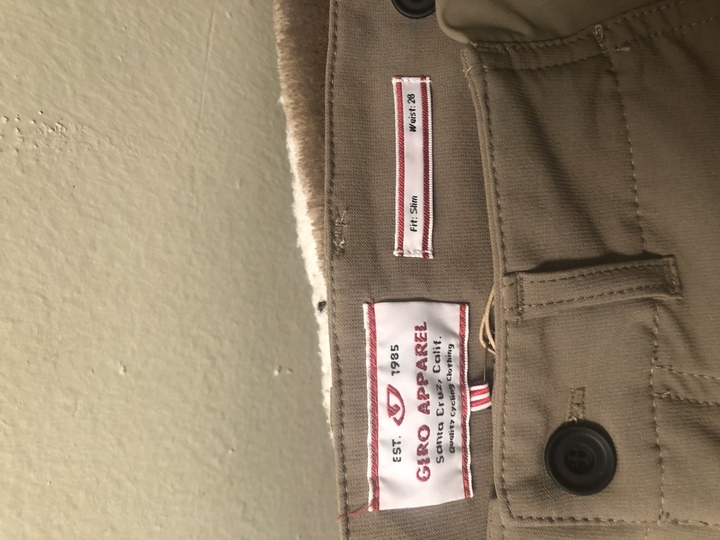 Fit: Slim Waist: 28
EST. 1985
GIRO APPAREL
Santa Cruz, Calif.
Quality Cycling Clothing